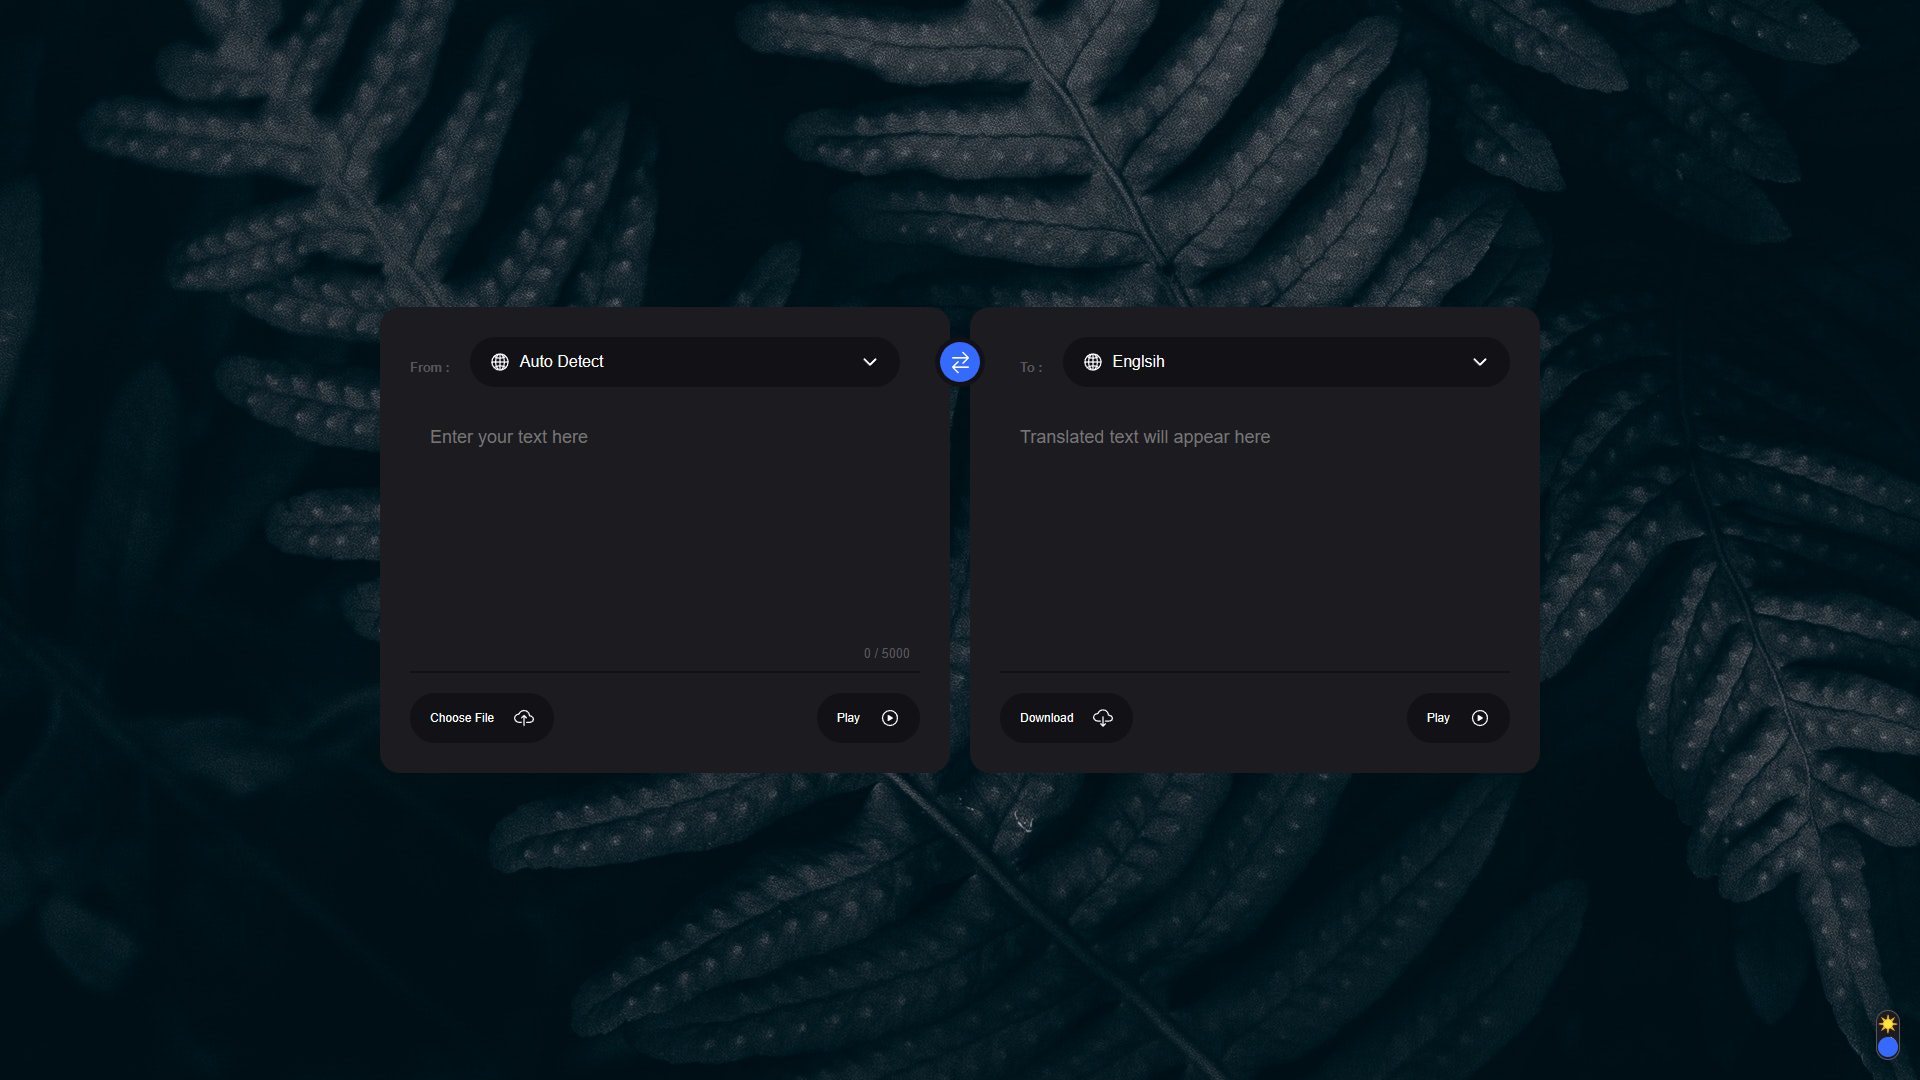 From :
Auto Detect
To :
Englsih
Enter your text here
Translated text will appear here
0 / 5000
Choose File
Play
Download
Play